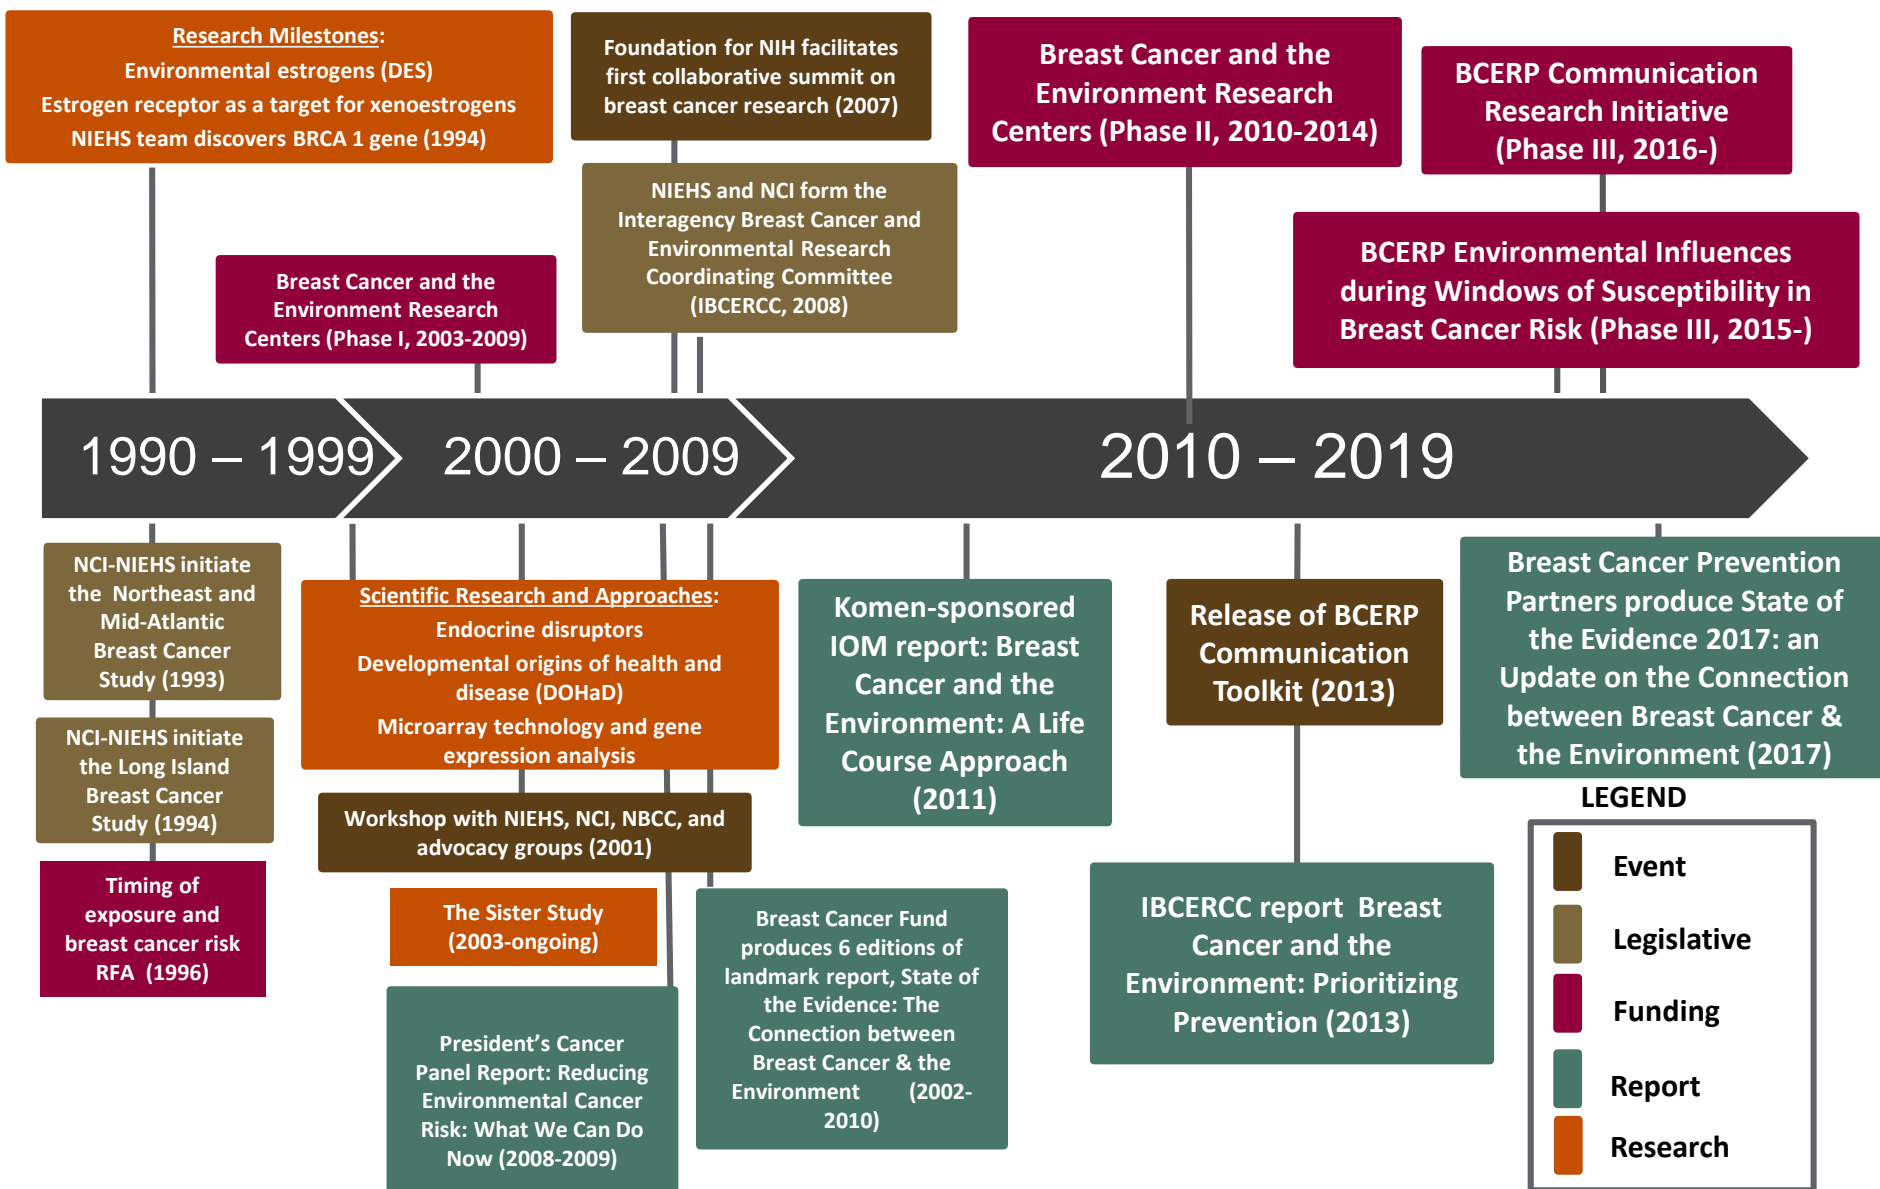 Research Milestones:
Environmental estrogens (DES)
Estrogen receptor as a target for xenoestrogens
NIEHS team discovers BRCA 1 gene (1994)
Foundation for NIH facilitates
first collaborative summit on
breast cancer research (2007)
Breast Cancer and the
Environment Research
Centers (Phase II, 2010-2014)
BCERP Communication
Research Initiative
(Phase III, 2016-)
NIEHS and NCI form the
Interagency Breast Cancer and
Environmental Research
Coordinating Committee
(IBCERCC, 2008)
Breast Cancer and the
Environment Research
Centers (Phase I, 2003-2009)
BCERP Environmental Influences
during Windows of Susceptibility in
Breast Cancer Risk (Phase III, 2015-)
1990 – 1999
2000 – 2009
2010 – 2019
NCI-NIEHS initiate
the Northeast and
Mid-Atlantic
Breast Cancer
Study (1993)
NCI-NIEHS initiate
the Long Island
Breast Cancer
Study (1994)
Timing of
exposure and
breast cancer risk
RFA (1996)
Scientific Research and Approaches:
Endocrine disruptors
Developmental origins of health and
disease (DOHaD)
Microarray technology and gene
expression analysis
Workshop with NIEHS, NCI, NBCC, and
advocacy groups (2001)
The Sister Study
(2003-ongoing)
President's Cancer
Panel Report: Reducing
Environmental Cancer
Risk: What We Can Do
Now (2008-2009)
Breast Cancer Fund
produces 6 editions of
landmark report, State of
the Evidence: The
Connection between
Breast Cancer & the
Environment (2002-
2010)
Komen-sponsored
IOM report: Breast
Cancer and the
Environment: A Life
Course Approach
(2011)
Release of BCERP
Communication
Toolkit (2013)
IBCERCC report Breast
Cancer and the
Environment: Prioritizing
Prevention (2013)
Breast Cancer Prevention
Partners produce State of
the Evidence 2017: an
Update on the Connection
between Breast Cancer &
the Environment (2017)
LEGEND
Event
Legislative
Funding
Report
Research